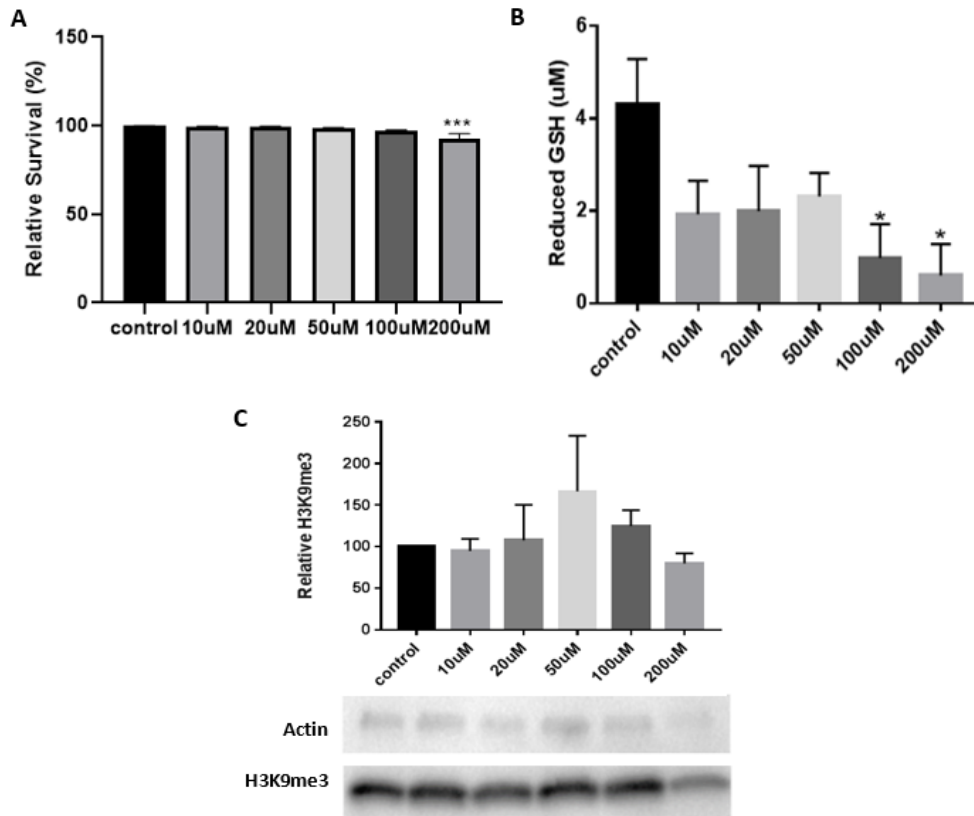 A
Relative Survival (%)
150
100
50
0
***
control 10uM 20uM 50uM 100uM 200uM
B
Reduced GSH (uM)
6
4
2
0
*
*
control
10uM
20uM
50uM
100uM
200uM
C
Relative H3K9me3
250
200
150
100
50
0
control
10uM
20uM
50uM
100uM
200uM
Actin
H3K9me3